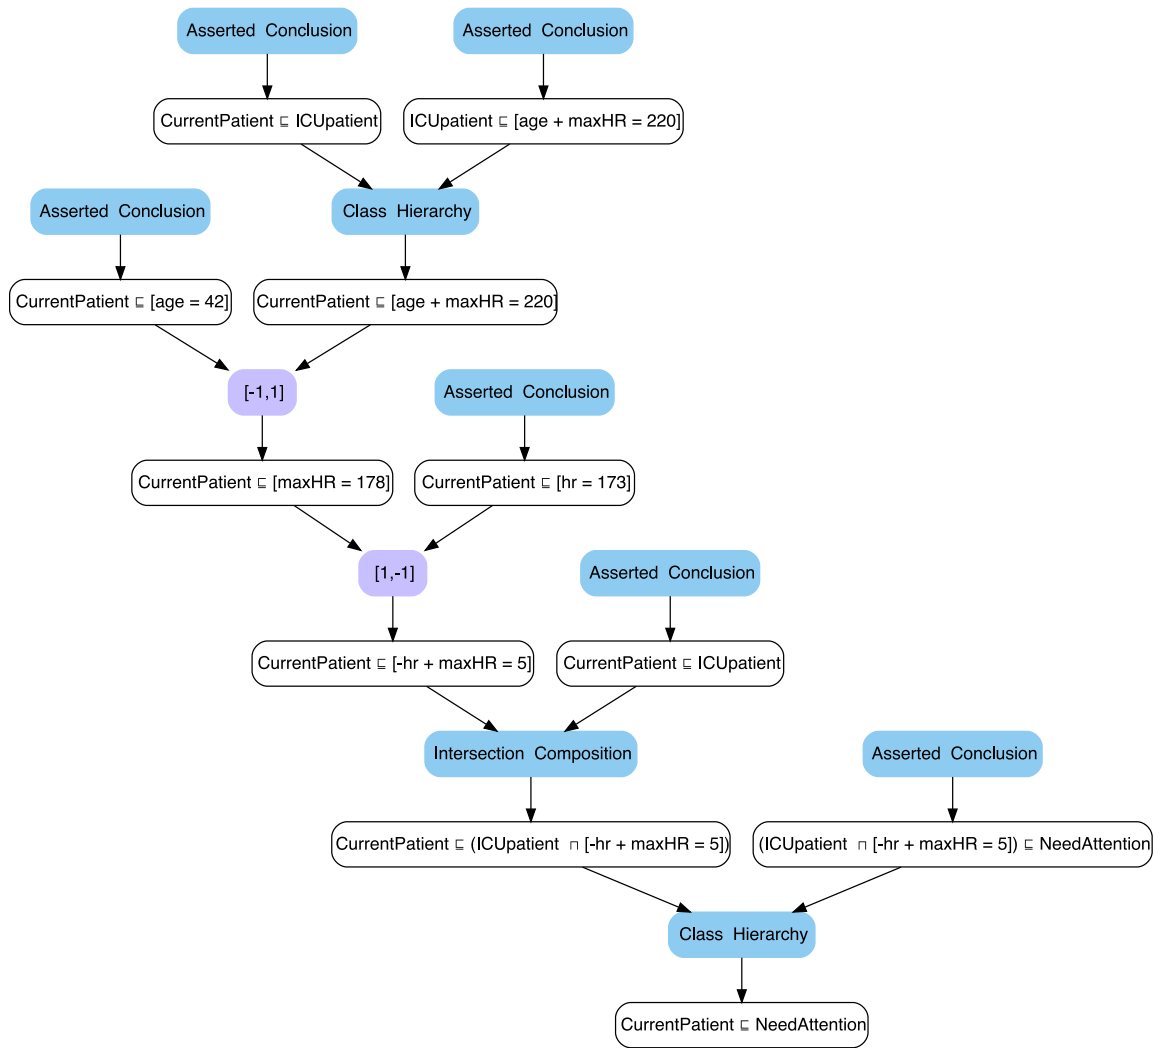 Asserted Conclusion
Asserted Conclusion
CurrentPatient ⊑ ICUpatient
ICUpatient ⊑ [age + maxHR = 220]
Asserted Conclusion
Class Hierarchy
CurrentPatient ⊑ [age = 42]
CurrentPatient ⊑ [age + maxHR = 220]
[-1,1]
Asserted Conclusion
CurrentPatient ⊑ [maxHR = 178]
CurrentPatient ⊑ [hr = 173]
[1,-1]
Asserted Conclusion
CurrentPatient ⊑ [-hr + maxHR = 5]
CurrentPatient ⊑ ICUpatient
Intersection Composition
Asserted Conclusion
CurrentPatient ⊑ (ICUpatient ⊓ [-hr + maxHR = 5])
(ICUpatient ⊓ [-hr + maxHR = 5]) ⊑ NeedAttention
Class Hierarchy
CurrentPatient ⊑ NeedAttention